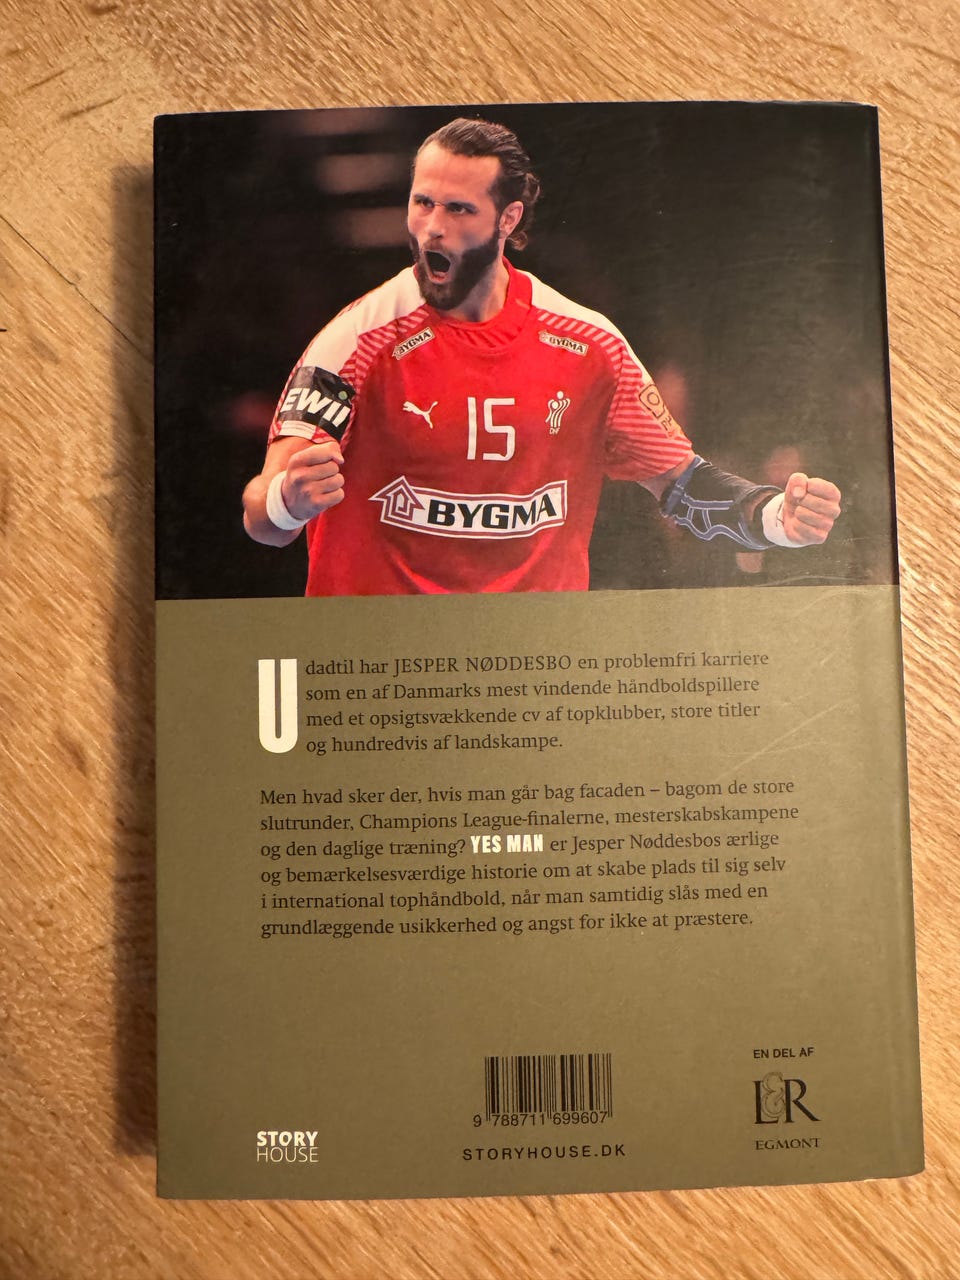 BYGMA
BYGMA
EWII
15
DHF
BYGMA
Udadtil har JESPER NØDDESBO en problemfri karriere
som en af Danmarks mest vindende håndboldspillere
med et opsigtsvækkende cv af topklubber, store titler
og hundredvis af landskampe.
Men hvad sker der, hvis man går bag facaden – bagom de store
slutrunder, Champions League-finalerne, mesterskabskampene
og den daglige træning? YES MAN er Jesper Nøddesbos ærlige
og bemærkelsesværdige historie om at skabe plads til sig selv
i international tophåndbold, når man samtidig slås med en
grundlæggende usikkerhed og angst for ikke at præstere.
EN DEL AF
L&R
EGMONT
9 788711 699607
STORYHOUSE.DK
STORY
HOUSE